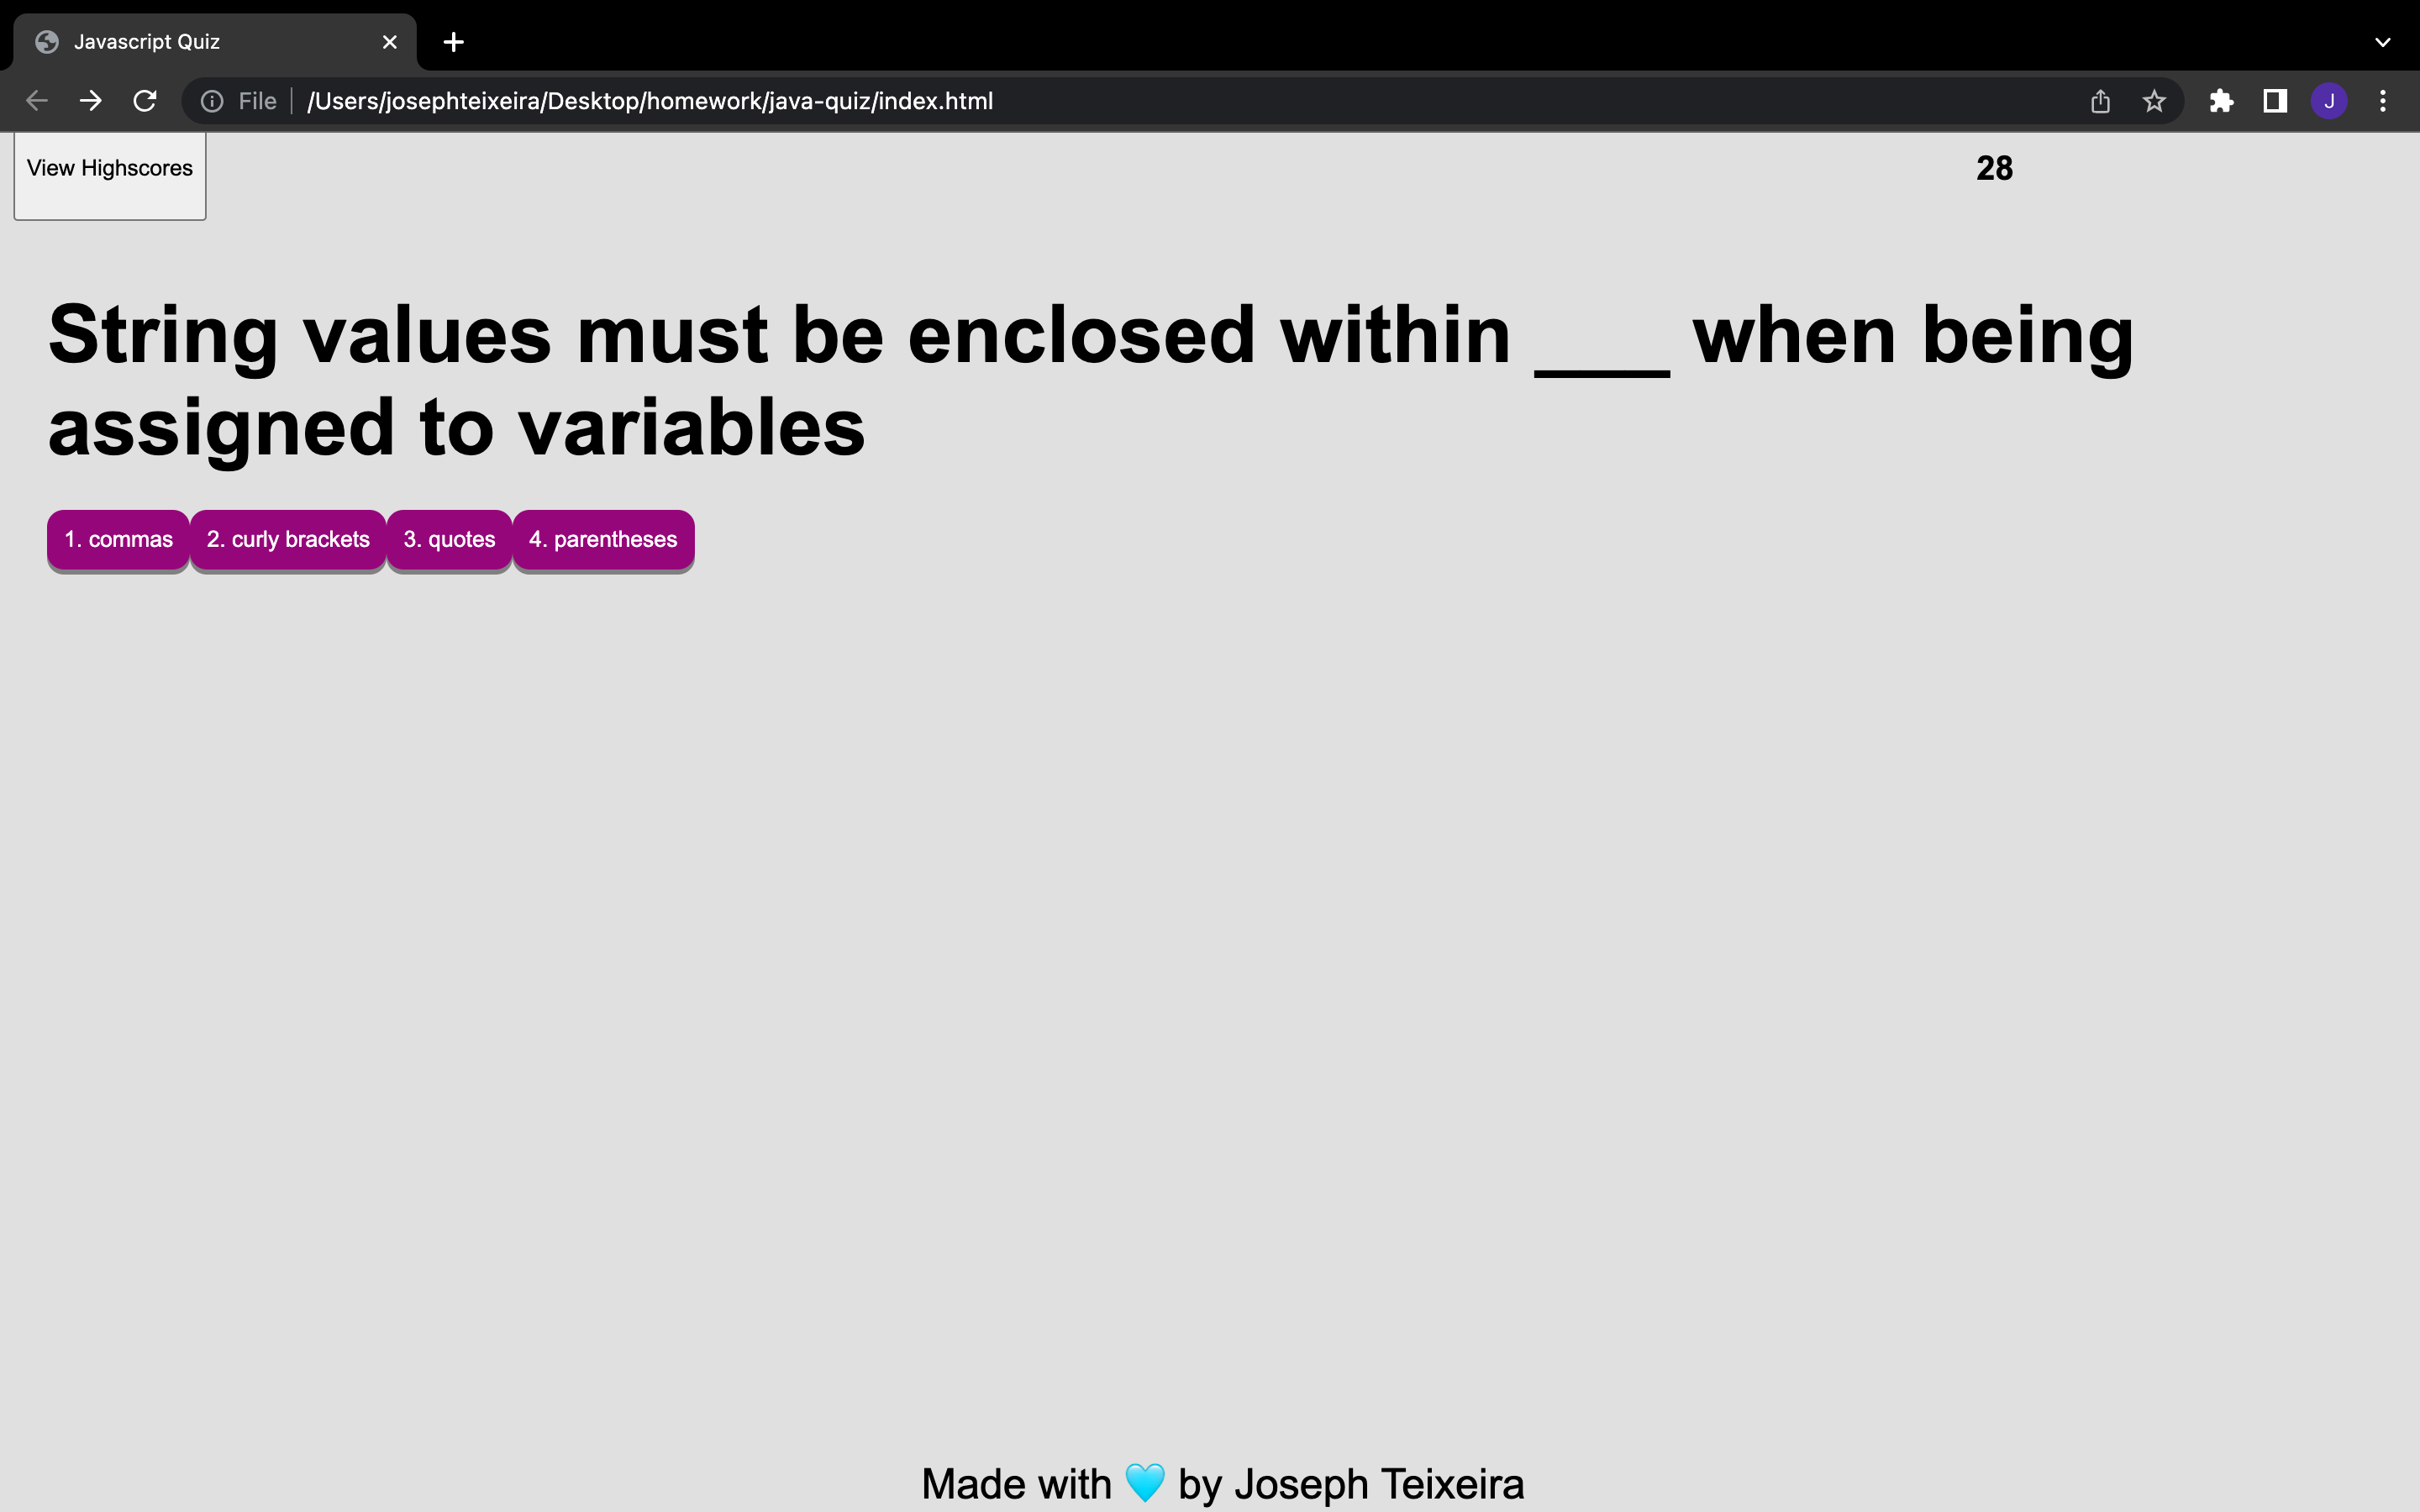 Javascript Quiz
File /Users/josephteixeira/Desktop/homework/java-quiz/index.html
J
View Highscores
28
String values must be enclosed within ____ when being
assigned to variables
1. commas 2. curly brackets 3. quotes 4. parentheses
Made with 🩵 by Joseph Teixeira